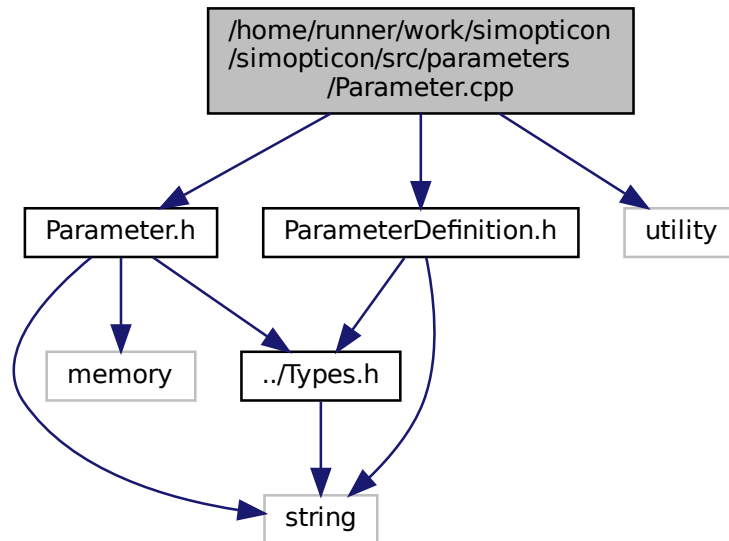 /home/runner/work/simopticon
/simopticon/src/parameters
/Parameter.cpp
Parameter.h
ParameterDefinition.h
utility
memory
../Types.h
string